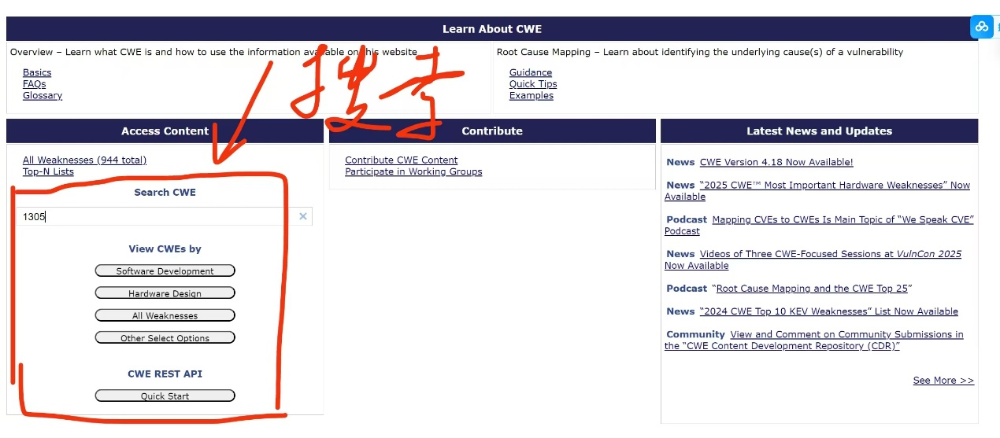 Learn About CWE
Overview – Learn what CWE is and how to use the information available on this website
Basics
FAQs
Glossary
Root Cause Mapping – Learn about identifying the underlying cause(s) of a vulnerability
Guidance
Quick Tips
Examples
Access Content
All Weaknesses (944 total)
Top-N Lists
Search CWE
1305
View CWEs by
Software Development
Hardware Design
All Weaknesses
Other Select Options
CWE REST API
Quick Start
Contribute
Contribute CWE Content
Participate in Working Groups
Latest News and Updates
News CWE Version 4.18 Now Available!
News “2025 CWE™ Most Important Hardware Weaknesses” Now
Available
Podcast Mapping CVEs to CWEs Is Main Topic of “We Speak CVE”
Podcast
News Videos of Three CWE-Focused Sessions at VulnCon 2025
Now Available
Podcast “Root Cause Mapping and the CWE Top 25”
News “2024 CWE Top 10 KEV Weaknesses” List Now Available
Community View and Comment on Community Submissions in
the “CWE Content Development Repository (CDR)”
See More >>